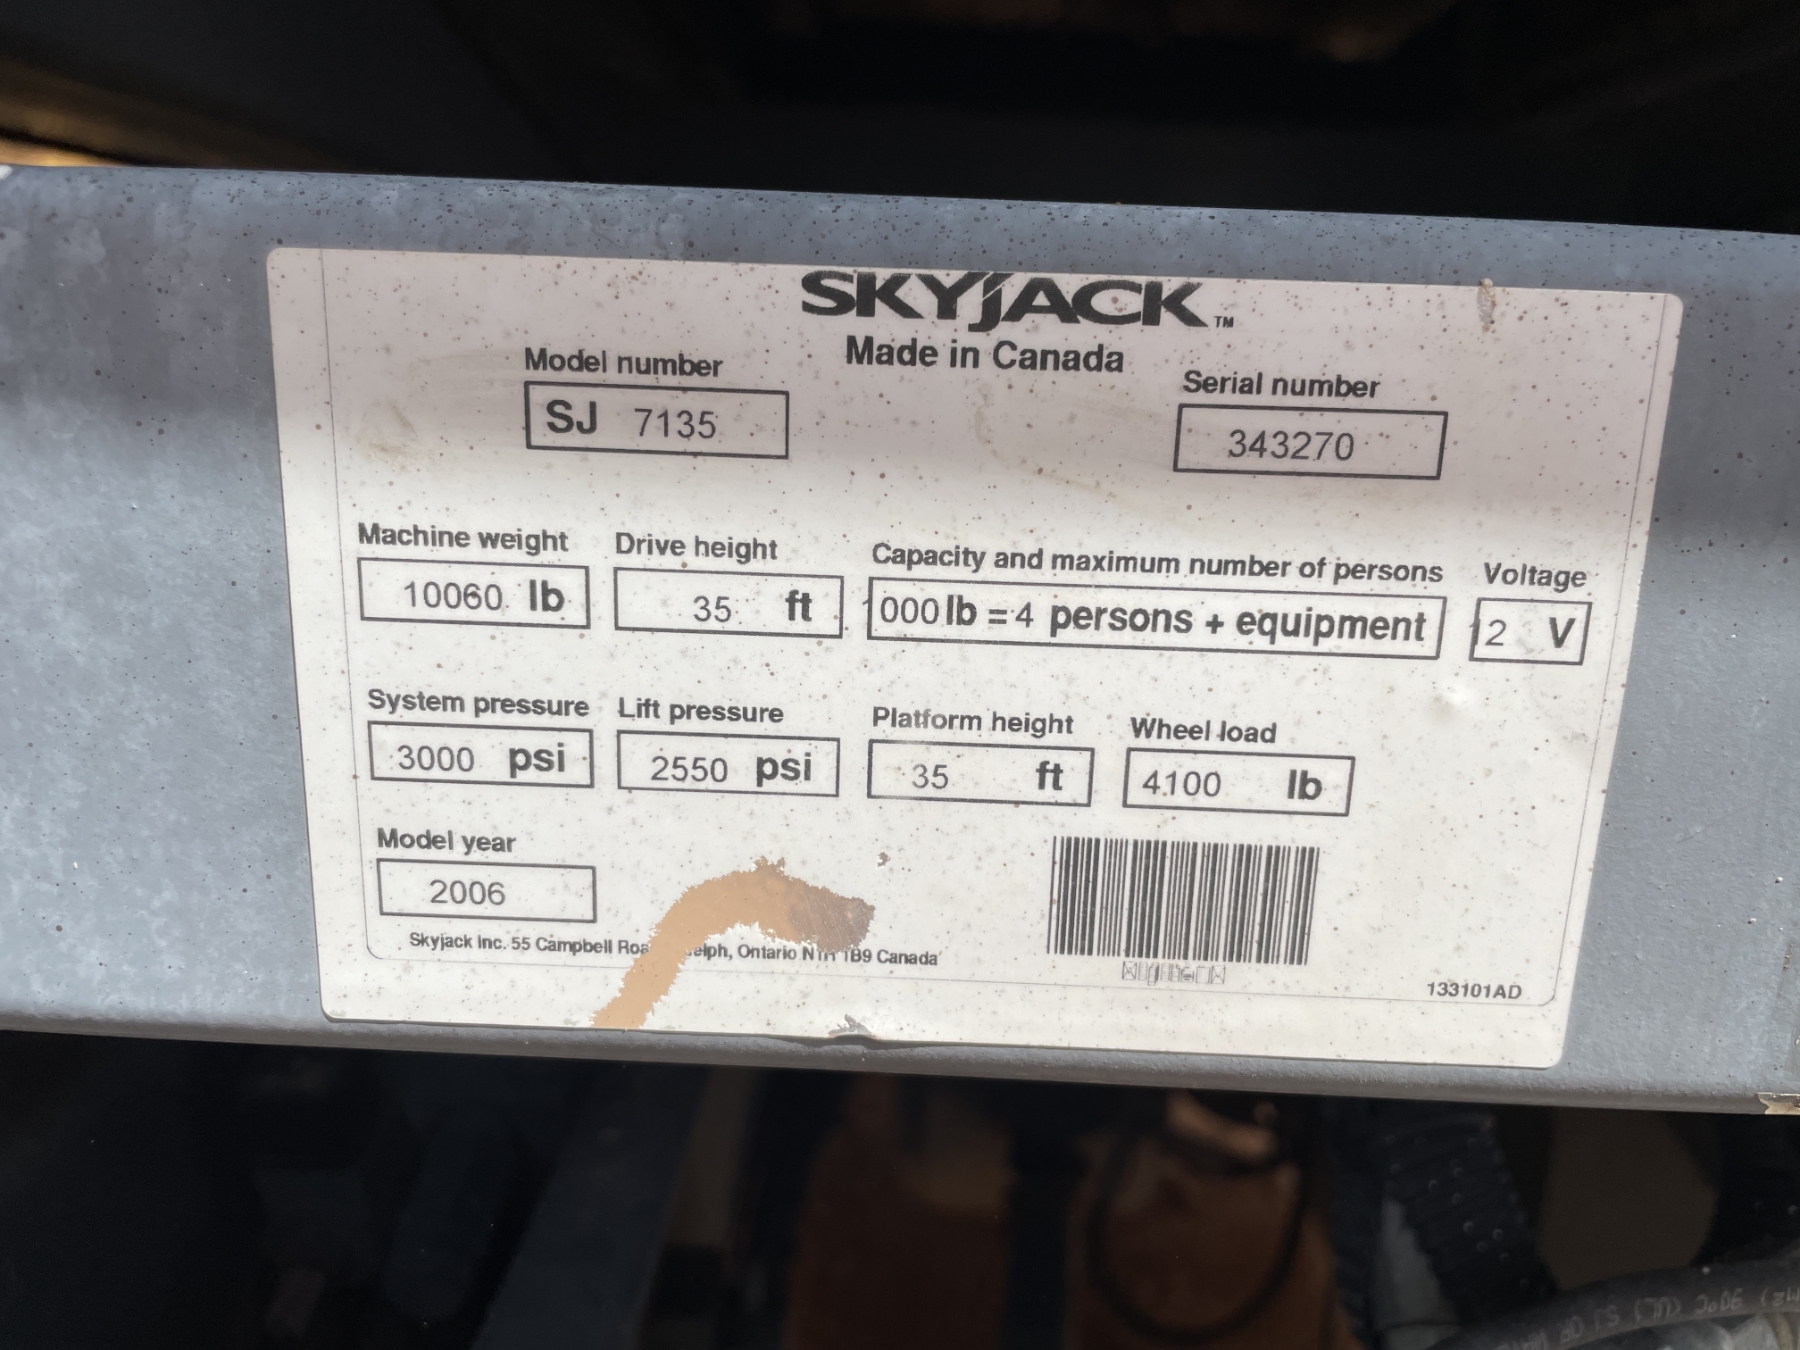 SKYJACK™
Made in Canada
Model number
SJ 7135
Serial number
343270
Machine weight
10060 lb
Drive height
35 ft
Capacity and maximum number of persons
1000 lb = 4 persons + equipment
Voltage
12 V
System pressure
3000 psi
Lift pressure
2550 psi
Platform height
35 ft
Wheel load
4100 lb
Model year
2006
Skyjack Inc. 55 Campbell Roa elph, Ontario N1H 1B9 Canada
133101AD